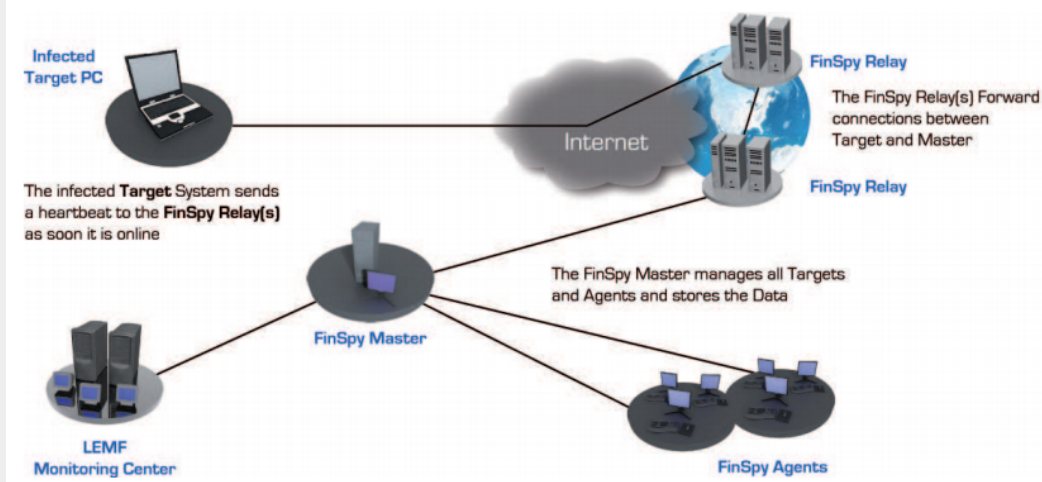 Infected
Target PC
The infected Target System sends
a heartbeat to the FinSpy Relay(s)
as soon it is online
Internet
FinSpy Relay
The FinSpy Relay(s) Forward
connections between
Target and Master
FinSpy Relay
The FinSpy Master manages all Targets
and Agents and stores the Data
FinSpy Master
LEMF
Monitoring Center
FinSpy Agents